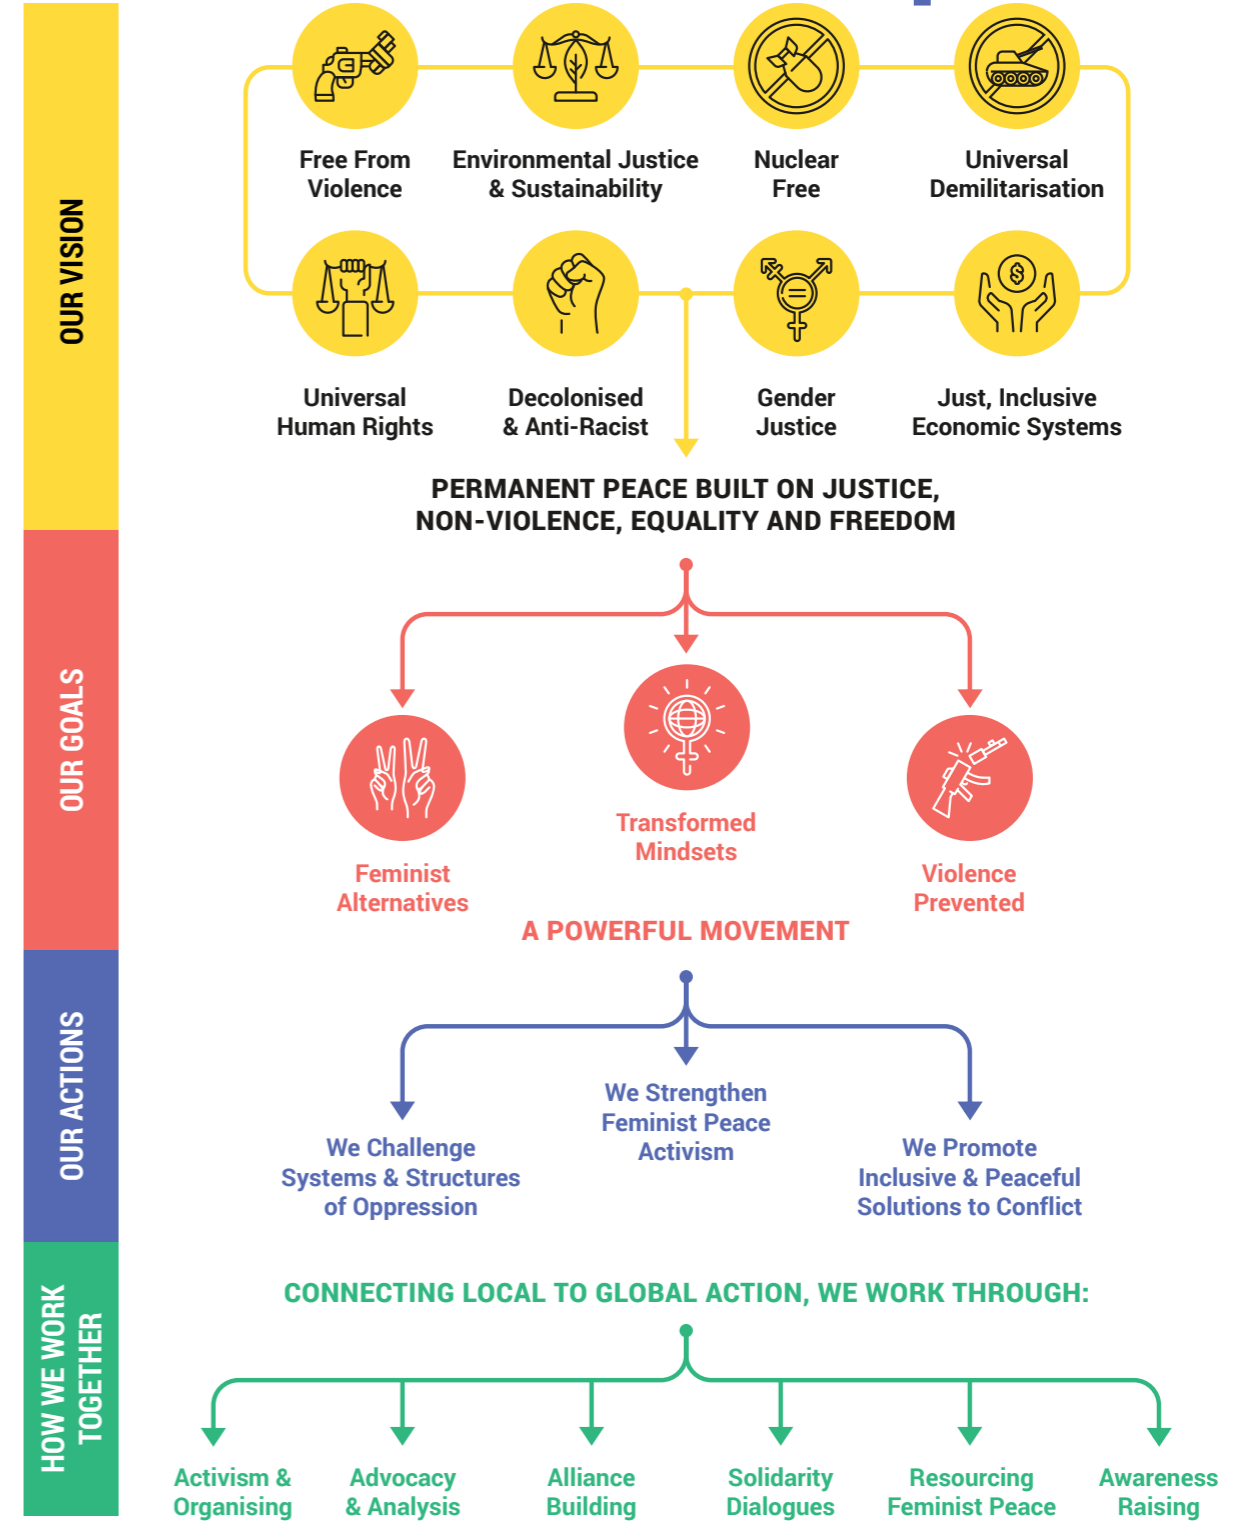 OUR VISION
Free From
Violence
Environmental Justice
& Sustainability
Nuclear
Free
Universal
Demilitarisation
$
Universal
Human Rights
Decolonised
& Anti-Racist
Gender
Justice
Just, Inclusive
Economic Systems
PERMANENT PEACE BUILT ON JUSTICE,
NON-VIOLENCE, EQUALITY AND FREEDOM
OUR GOALS
Feminist
Alternatives
Transformed
Mindsets
Violence
Prevented
A POWERFUL MOVEMENT
OUR ACTIONS
We Challenge
Systems & Structures
of Oppression
We Strengthen
Feminist Peace
Activism
We Promote
Inclusive & Peaceful
Solutions to Conflict
HOW WE WORK
TOGETHER
CONNECTING LOCAL TO GLOBAL ACTION, WE WORK THROUGH:
Activism &
Organising
Advocacy
& Analysis
Alliance
Building
Solidarity
Dialogues
Resourcing
Feminist Peace
Awareness
Raising